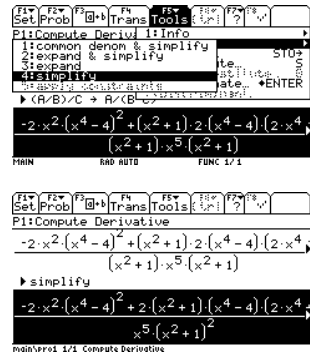 F1 Set F2 Prob F3 a+b F4 Trans F5 Tools F7 ?
P1:Compute Deriv 1:Info
1:common denom & simplify
2:expand & simplify STO→
3:expand S
4:simplify
5:apply constraints ◆ENTER
▶ (A/B)/C → A/(B
-2·x²·(x⁴-4)²+(x²+1)·2·(x⁴-4)·(2·x⁴
(x²+1)·x⁵·(x²+1)
MAIN RAD AUTO FUNC 1/1
F1 Set F2 Prob F3 a+b F4 Trans F5 Tools F7 ?
P1:Compute Derivative
-2·x²·(x⁴-4)²+(x²+1)·2·(x⁴-4)·(2·x⁴
(x²+1)·x⁵·(x²+1)
▶ simplify
-2·x²·(x⁴-4)²+2·(x²+1)·(x⁴-4)·(2·x⁴
x⁵·(x²+1)²
main\pro1 1/1 Compute Derivative